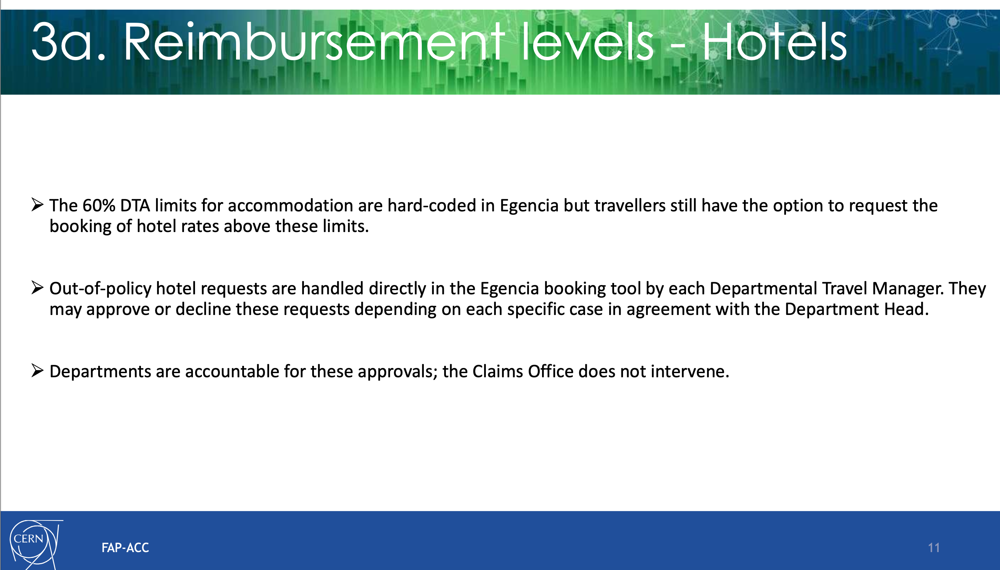 3a. Reimbursement levels - Hotels
➢ The 60% DTA limits for accommodation are hard-coded in Egencia but travellers still have the option to request the
booking of hotel rates above these limits.
➢ Out-of-policy hotel requests are handled directly in the Egencia booking tool by each Departmental Travel Manager. They
may approve or decline these requests depending on each specific case in agreement with the Department Head.
➢ Departments are accountable for these approvals; the Claims Office does not intervene.
CERN
FAP-ACC
11